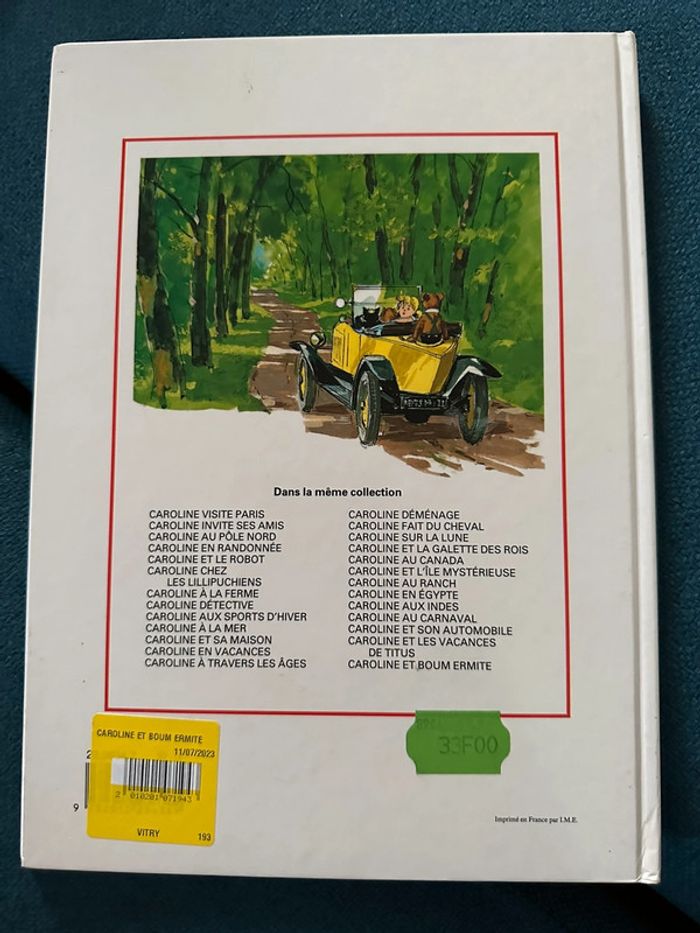 Dans la même collection
CAROLINE VISITE PARIS
CAROLINE INVITE SES AMIS
CAROLINE AU PÔLE NORD
CAROLINE EN RANDONNÉE
CAROLINE ET LE ROBOT
CAROLINE CHEZ
LES LILLIPUCHIENS
CAROLINE À LA FERME
CAROLINE DÉTECTIVE
CAROLINE AUX SPORTS D'HIVER
CAROLINE À LA MER
CAROLINE ET SA MAISON
CAROLINE EN VACANCES
CAROLINE À TRAVERS LES ÂGES
CAROLINE DÉMÉNAGE
CAROLINE FAIT DU CHEVAL
CAROLINE SUR LA LUNE
CAROLINE ET LA GALETTE DES ROIS
CAROLINE AU CANADA
CAROLINE ET L'ÎLE MYSTÉRIEUSE
CAROLINE AU RANCH
CAROLINE EN ÉGYPTE
CAROLINE AUX INDES
CAROLINE AU CARNAVAL
CAROLINE ET SON AUTOMOBILE
CAROLINE ET LES VACANCES
DE TITUS
CAROLINE ET BOUM ERMITE
CAROLINE ET BOUM ERMITE
11/07/2023
2 010201 071943
VITRY 193
9
33F00
Imprimé en France par I.M.E.